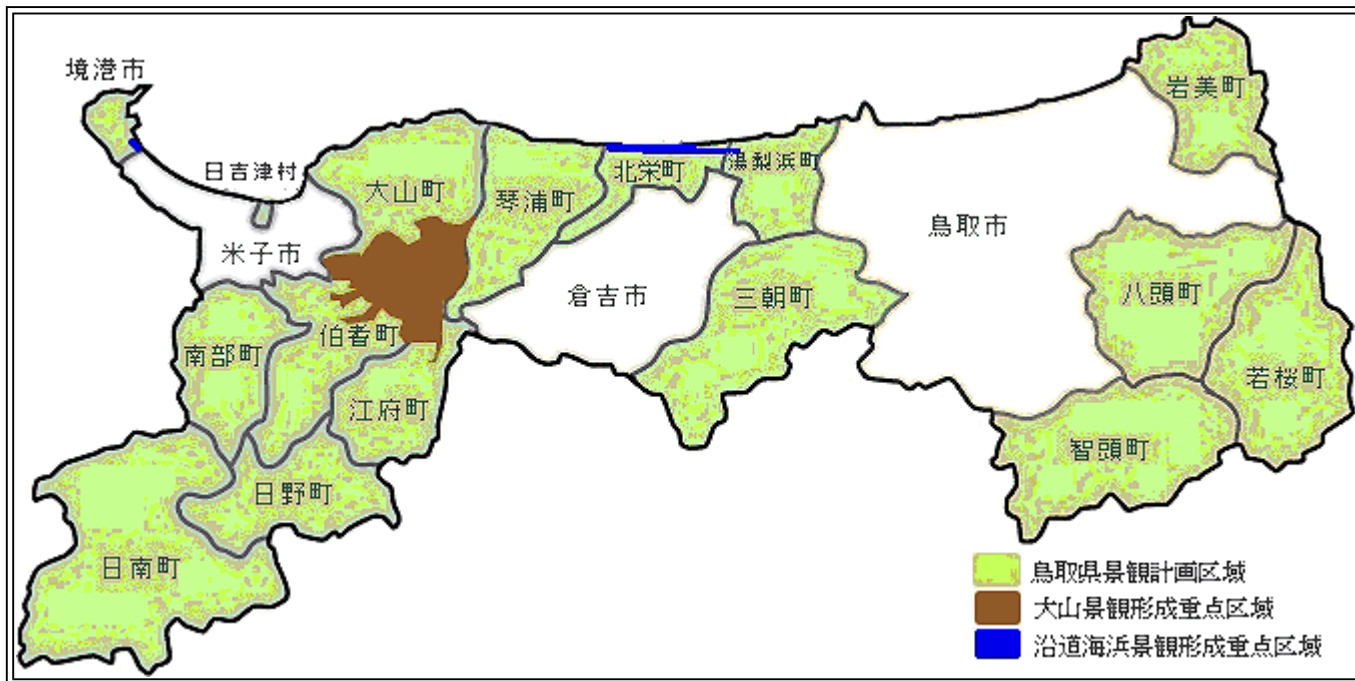 境港市
岩美町
日吉津村
大山町
琴浦町
北栄町
湯梨浜町
鳥取市
米子市
倉吉市
三朝町
八頭町
南部町
伯耆町
若桜町
江府町
智頭町
日野町
日南町
鳥取県景観計画区域
大山景観形成重点区域
沿道海浜景観形成重点区域